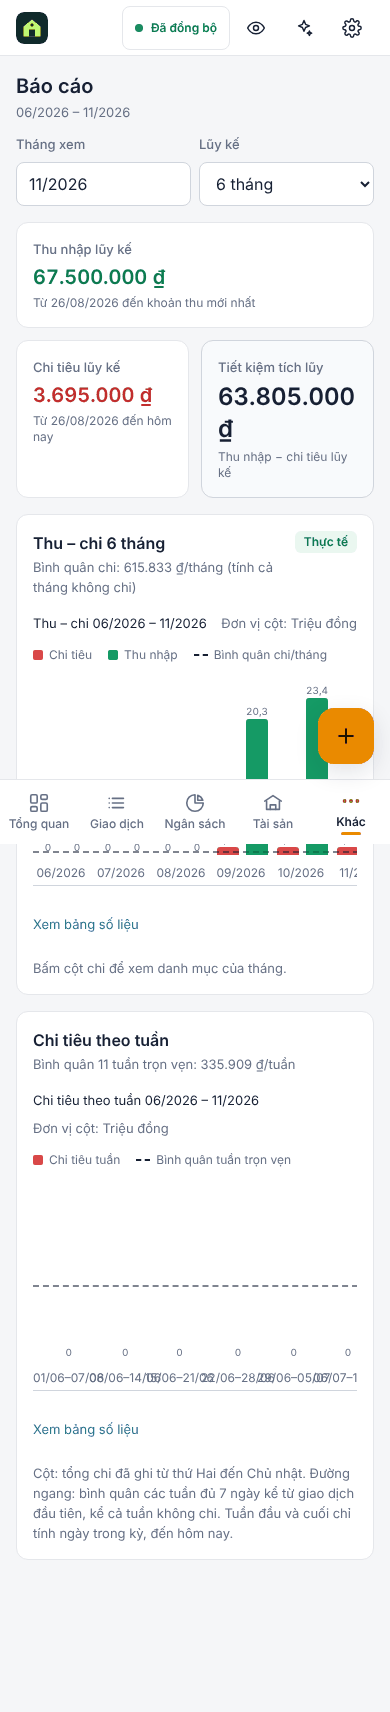 Đã đồng bộ
Báo cáo
06/2026 – 11/2026
Tháng xem
Lũy kế
11/2026
6 tháng
Thu nhập lũy kế
67.500.000 ₫
Từ 26/08/2026 đến khoản thu mới nhất
Chi tiêu lũy kế
3.695.000 ₫
Từ 26/08/2026 đến hôm
nay
Tiết kiệm tích lũy
63.805.000
₫
Thu nhập − chi tiêu lũy
kế
Thu – chi 6 tháng
Thực tế
Bình quân chi: 615.833 ₫/tháng (tính cả
tháng không chi)
Thu – chi 06/2026 – 11/2026
Đơn vị cột: Triệu đồng
Chi tiêu
Thu nhập
Bình quân chi/tháng
20,3
23,4
Tổng quan
Giao dịch
Ngân sách
Tài sản
Khác
0 0 0 0 0 0
06/2026 07/2026 08/2026 09/2026 10/2026 11/2
Xem bảng số liệu
Bấm cột chi để xem danh mục của tháng.
Chi tiêu theo tuần
Bình quân 11 tuần trọn vẹn: 335.909 ₫/tuần
Chi tiêu theo tuần 06/2026 – 11/2026
Đơn vị cột: Triệu đồng
Chi tiêu tuần
Bình quân tuần trọn vẹn
0 0 0 0 0 0
Xem bảng số liệu
Cột: tổng chi đã ghi từ thứ Hai đến Chủ nhật. Đường
ngang: bình quân các tuần đủ 7 ngày kể từ giao dịch
đầu tiên, kể cả tuần không chi. Tuần đầu và cuối chỉ
tính ngày trong kỳ, đến hôm nay.